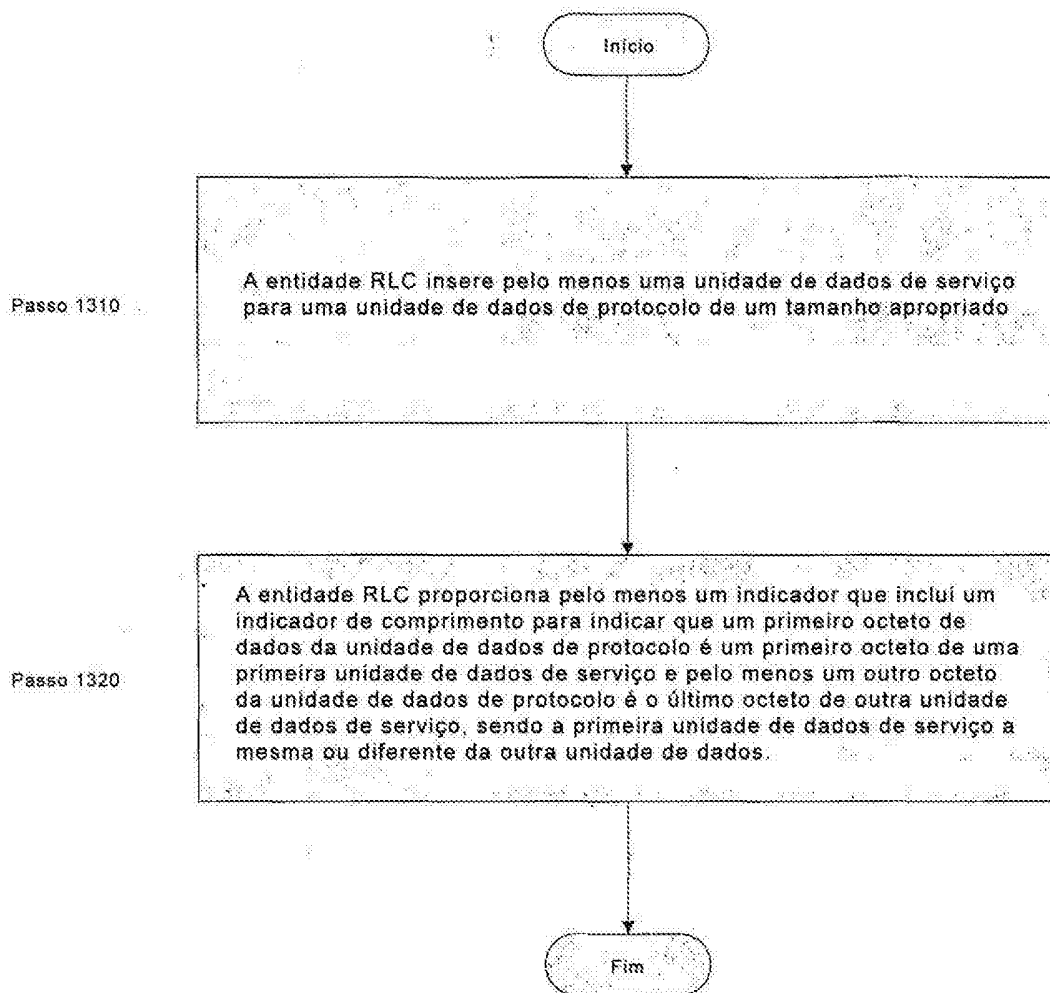 Início
Passo 1310
A entidade RLC insere pelo menos uma unidade de dados de serviço
para uma unidade de dados de protocolo de um tamanho apropriado
Passo 1320
A entidade RLC proporciona pelo menos um indicador que incluí um
indicador de comprimento para indicar que um primeiro octeto de
dados da unidade de dados de protocolo é um primeiro octeto de uma
primeira unidade de dados de serviço e pelo menos um outro octeto
da unidade de dados de protocolo é o último octeto de outra unidade
de dados de serviço, sendo a primeira unidade de dados de serviço a
mesma ou diferente da outra unidade de dados.
Fim